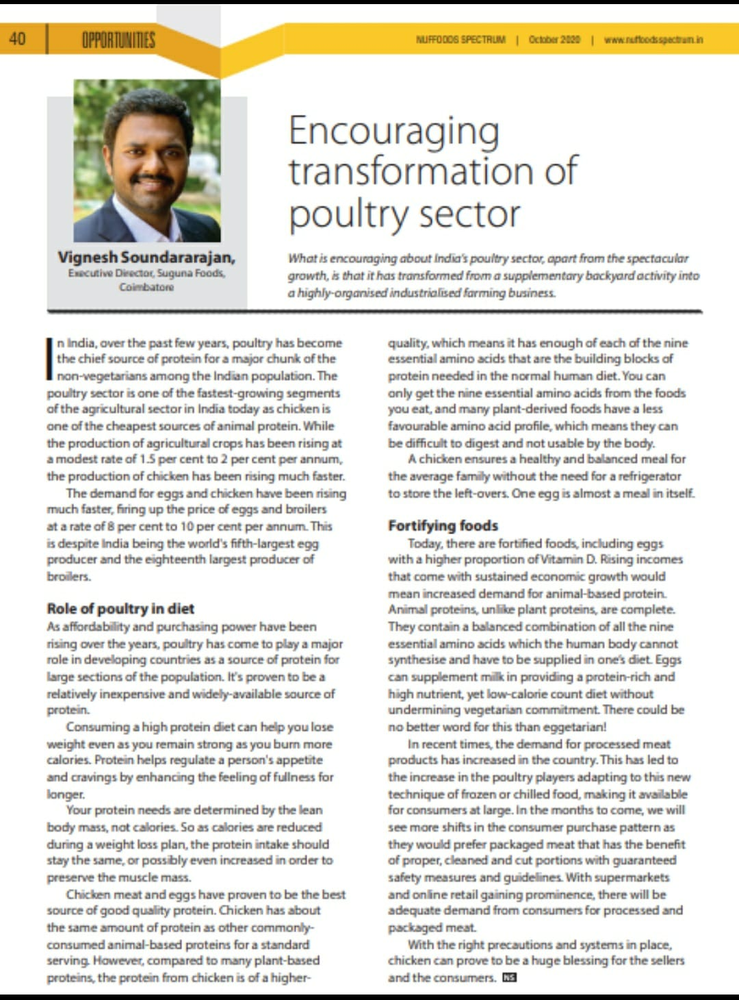 40
OPPORTUNITIES
NUFFOODS SPECTRUM | October 2020 | www.nuffoodsspectrum.in
Vignesh Soundararajan,
Executive Director, Suguna Foods,
Coimbatore
Encouraging
transformation of
poultry sector
What is encouraging about India's poultry sector, apart from the spectacular
growth, is that it has transformed from a supplementary backyard activity into
a highly-organised industrialised farming business.
In India, over the past few years, poultry has become
the chief source of protein for a major chunk of the
non-vegetarians among the Indian population. The
poultry sector is one of the fastest-growing segments
of the agricultural sector in India today as chicken is
one of the cheapest sources of animal protein. While
the production of agricultural crops has been rising at
a modest rate of 1.5 per cent to 2 per cent per annum,
the production of chicken has been rising much faster.
The demand for eggs and chicken have been rising
much faster, firing up the price of eggs and broilers
at a rate of 8 per cent to 10 per cent per annum. This
is despite India being the world's fifth-largest egg
producer and the eighteenth largest producer of
broilers.
Role of poultry in diet
As affordability and purchasing power have been
rising over the years, poultry has come to play a major
role in developing countries as a source of protein for
large sections of the population. It's proven to be a
relatively inexpensive and widely-available source of
protein.
Consuming a high protein diet can help you lose
weight even as you remain strong as you burn more
calories. Protein helps regulate a person's appetite
and cravings by enhancing the feeling of fullness for
longer.
Your protein needs are determined by the lean
body mass, not calories. So as calories are reduced
during a weight loss plan, the protein intake should
stay the same, or possibly even increased in order to
preserve the muscle mass.
Chicken meat and eggs have proven to be the best
source of good quality protein. Chicken has about
the same amount of protein as other commonly-
consumed animal-based proteins for a standard
serving. However, compared to many plant-based
proteins, the protein from chicken is of a higher-
quality, which means it has enough of each of the nine
essential amino acids that are the building blocks of
protein needed in the normal human diet. You can
only get the nine essential amino acids from the foods
you eat, and many plant-derived foods have a less
favourable amino acid profile, which means they can
be difficult to digest and not usable by the body.
A chicken ensures a healthy and balanced meal for
the average family without the need for a refrigerator
to store the left-overs. One egg is almost a meal in itself.
Fortifying foods
Today, there are fortified foods, including eggs
with a higher proportion of Vitamin D. Rising incomes
that come with sustained economic growth would
mean increased demand for animal-based protein.
Animal proteins, unlike plant proteins, are complete.
They contain a balanced combination of all the nine
essential amino acids which the human body cannot
synthesise and have to be supplied in one's diet. Eggs
can supplement milk in providing a protein-rich and
high nutrient, yet low-calorie count diet without
undermining vegetarian commitment. There could be
no better word for this than eggetarian!
In recent times, the demand for processed meat
products has increased in the country. This has led to
the increase in the poultry players adapting to this new
technique of frozen or chilled food, making it available
for consumers at large. In the months to come, we will
see more shifts in the consumer purchase pattern as
they would prefer packaged meat that has the benefit
of proper, cleaned and cut portions with guaranteed
safety measures and guidelines. With supermarkets
and online retail gaining prominence, there will be
adequate demand from consumers for processed and
packaged meat.
With the right precautions and systems in place,
chicken can prove to be a huge blessing for the sellers
and the consumers. NS